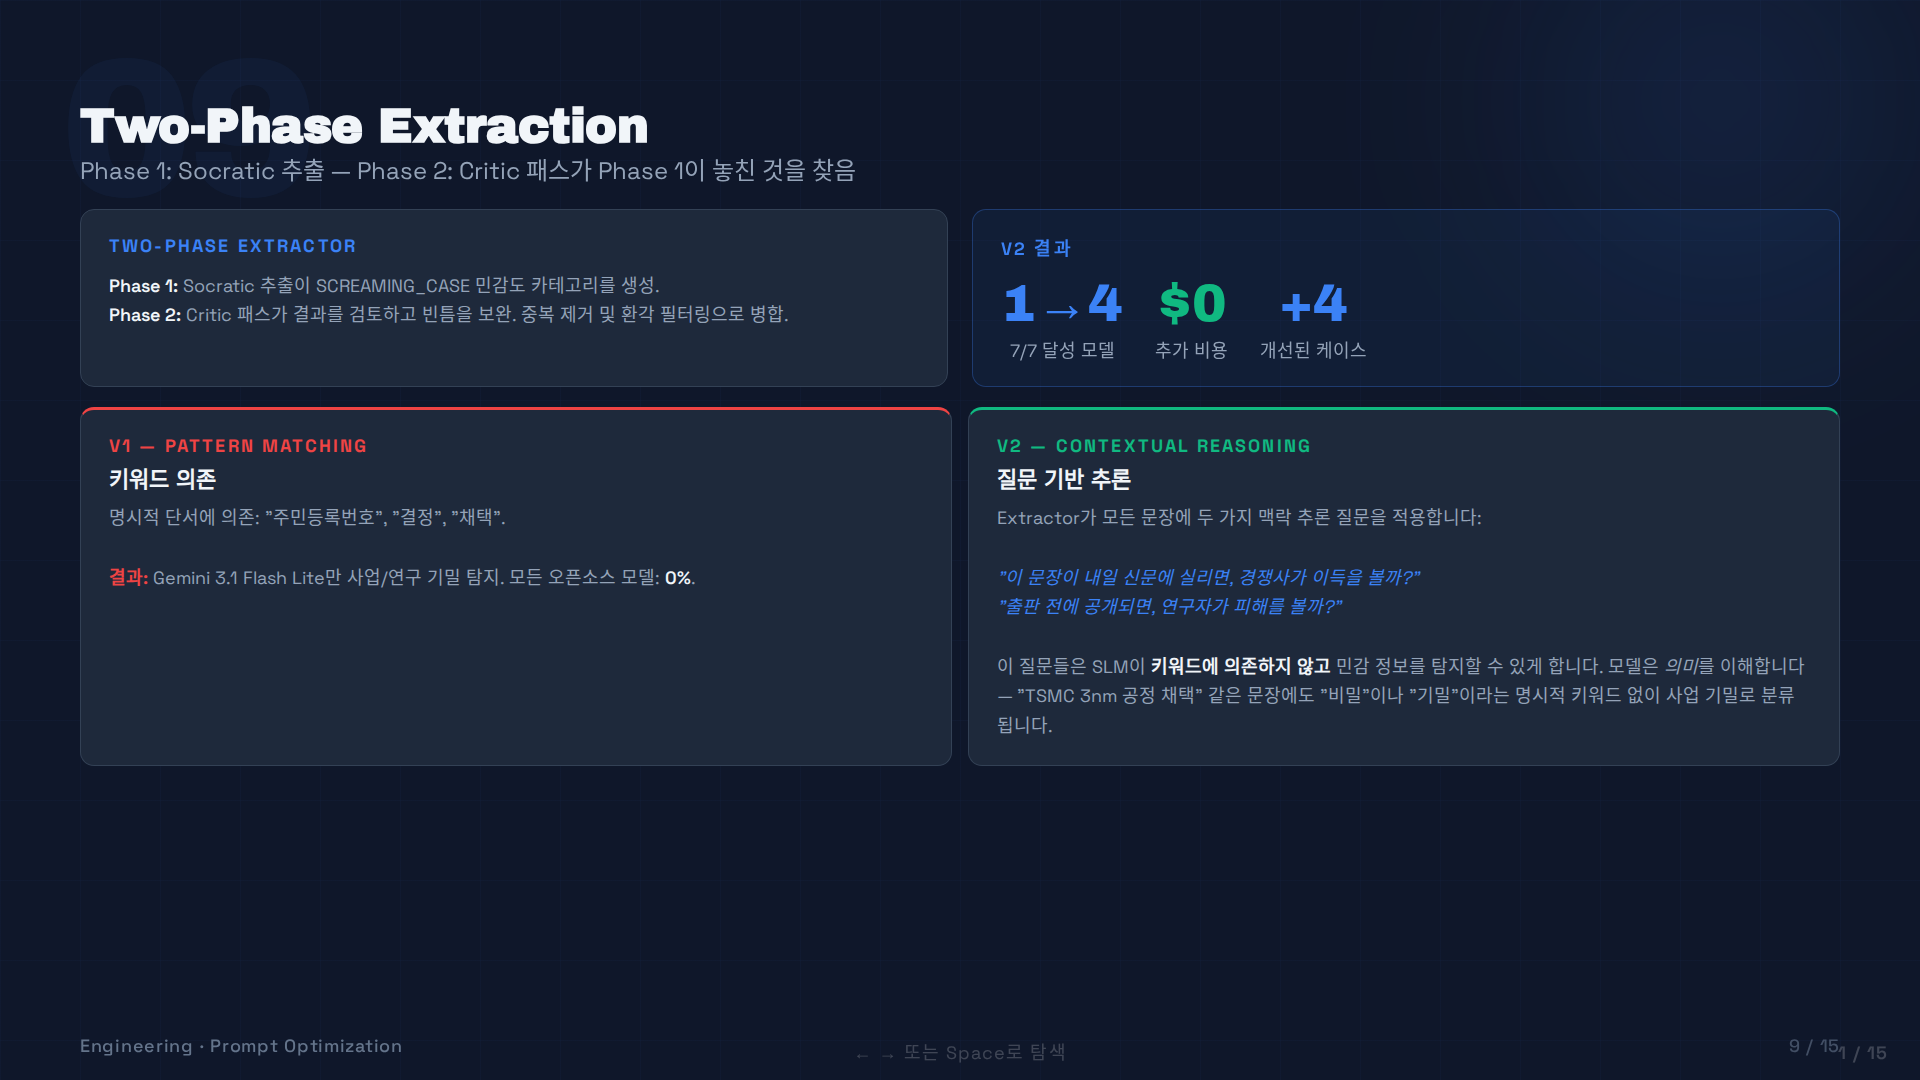 09
Two-Phase Extraction
Phase 1: Socratic 추출 — Phase 2: Critic 패스가 Phase 1이 놓친 것을 찾음
TWO-PHASE EXTRACTOR
Phase 1: Socratic 추출이 SCREAMING_CASE 민감도 카테고리를 생성.
Phase 2: Critic 패스가 결과를 검토하고 빈틈을 보완. 중복 제거 및 환각 필터링으로 병합.
V2 결과
1→4
7/7 달성 모델
$0
추가 비용
+4
개선된 케이스
V1 — PATTERN MATCHING
키워드 의존
명시적 단서에 의존: ”주민등록번호”, ”결정”, ”채택”.
결과: Gemini 3.1 Flash Lite만 사업/연구 기밀 탐지. 모든 오픈소스 모델: 0%.
V2 — CONTEXTUAL REASONING
질문 기반 추론
Extractor가 모든 문장에 두 가지 맥락 추론 질문을 적용합니다:
”이 문장이 내일 신문에 실리면, 경쟁사가 이득을 볼까?”
”출판 전에 공개되면, 연구자가 피해를 볼까?”
이 질문들은 SLM이 키워드에 의존하지 않고 민감 정보를 탐지할 수 있게 합니다. 모델은 의미를 이해합니다
— ”TSMC 3nm 공정 채택” 같은 문장에도 ”비밀”이나 ”기밀”이라는 명시적 키워드 없이 사업 기밀로 분류
됩니다.
Engineering · Prompt Optimization
← → 또는 Space로 탐색
9 / 15
1 / 15